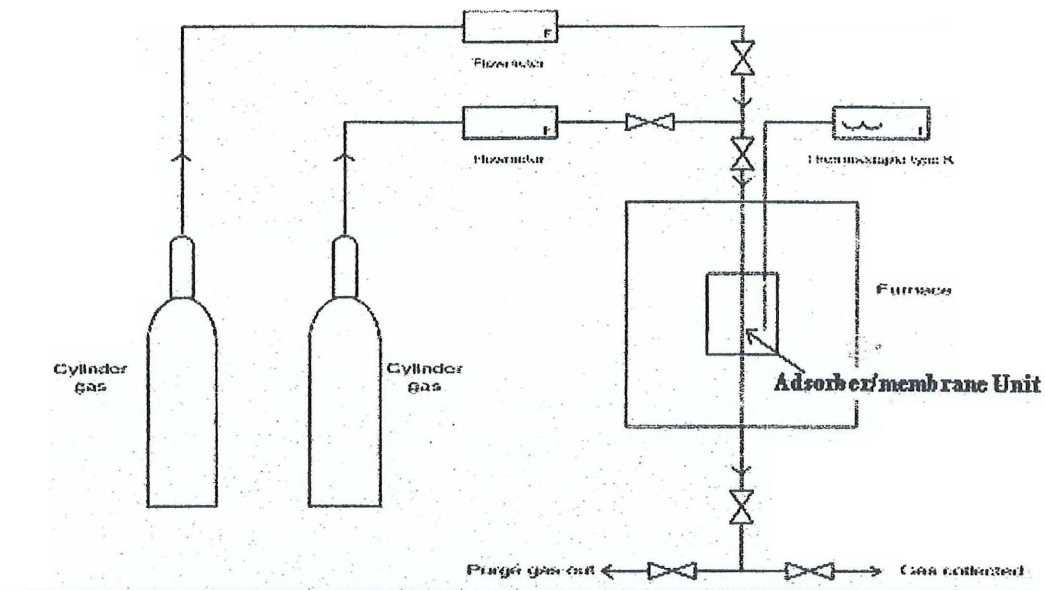 F
Flowmeter
F
Flowmeter
Thermocouple type K
Furnace
Cylinder
gas
Cylinder
gas
Adsorber/membrane Unit
Purge gas out
Gas collected